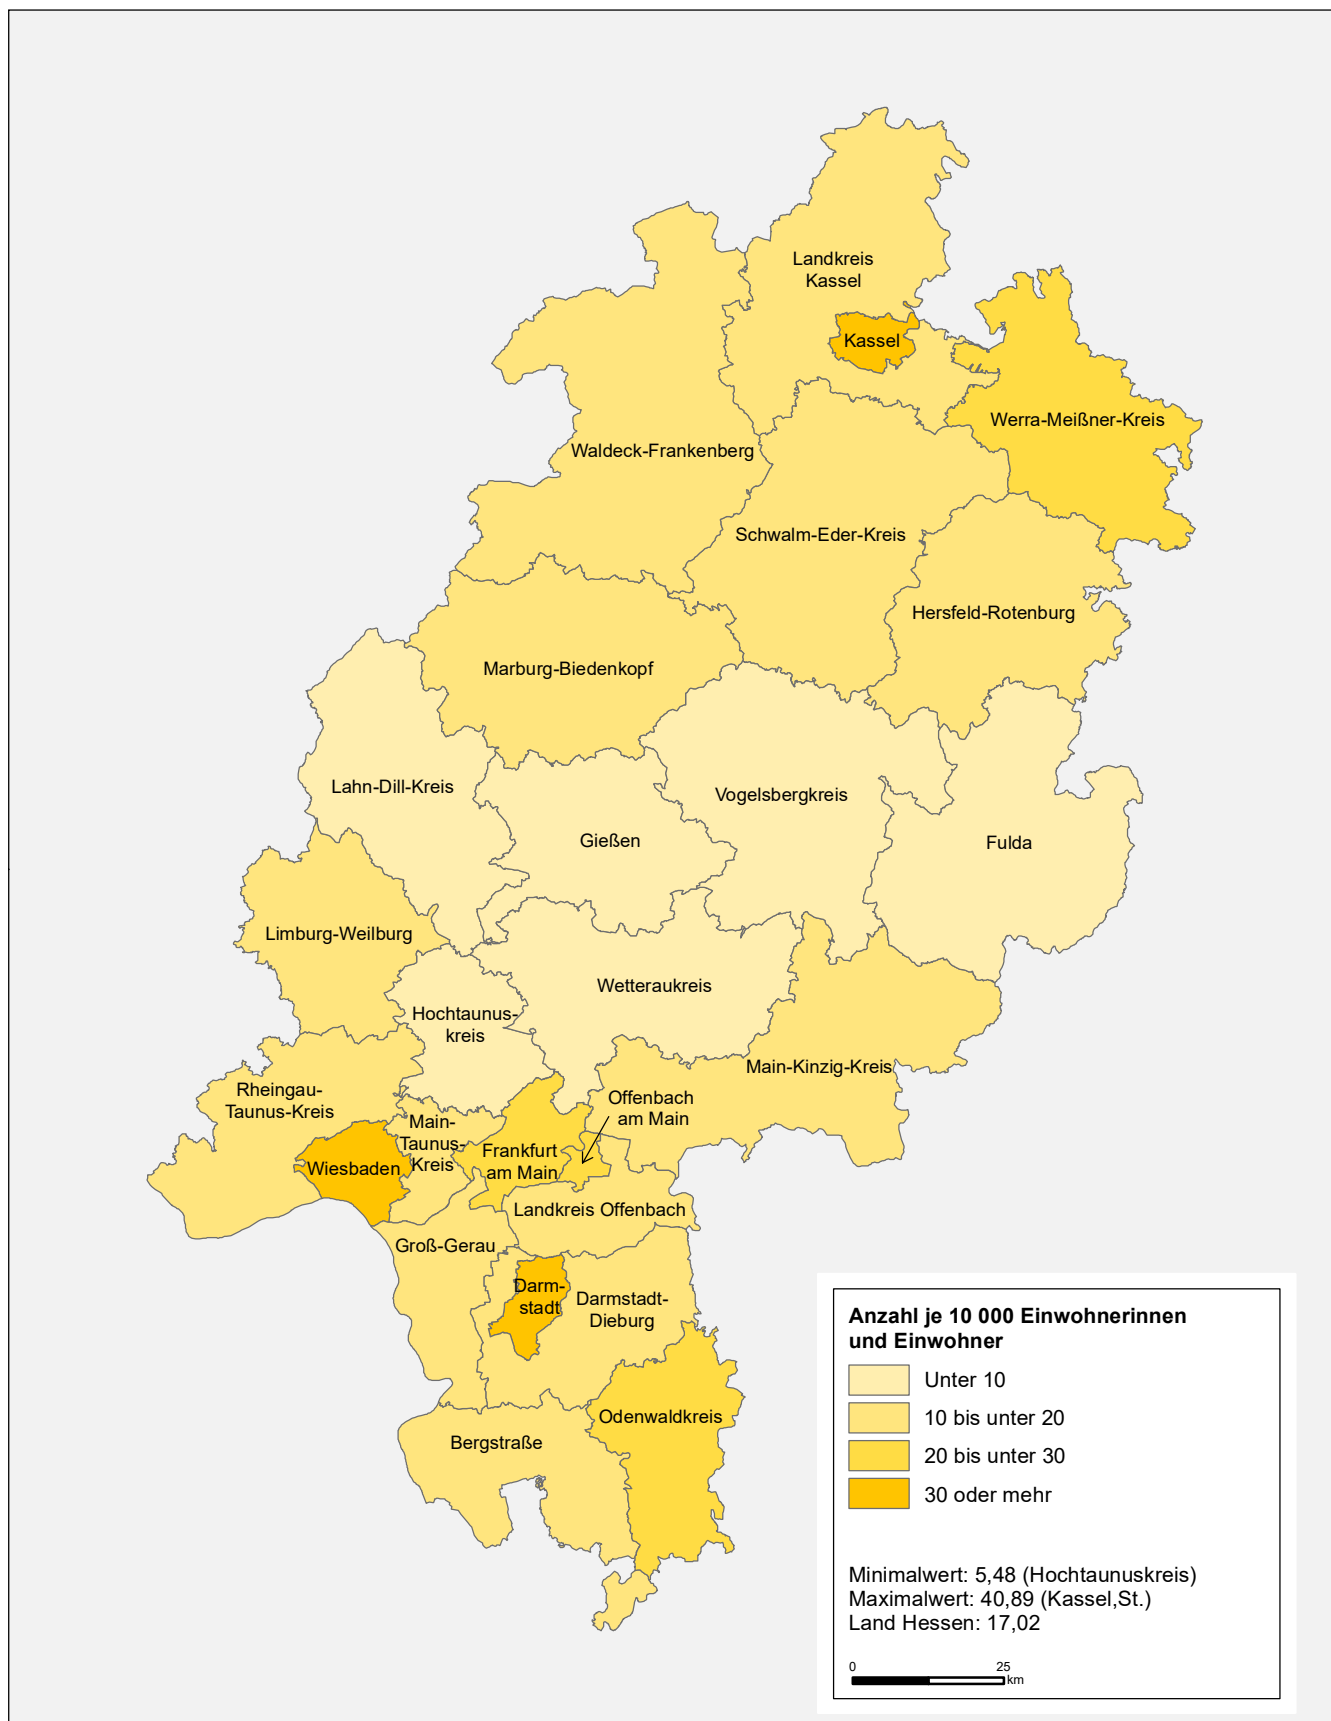 Landkreis
Kassel
Kassel
Werra-Meißner-Kreis
Waldeck-Frankenberg
Schwalm-Eder-Kreis
Hersfeld-Rotenburg
Marburg-Biedenkopf
Lahn-Dill-Kreis
Vogelsbergkreis
Gießen
Fulda
Limburg-Weilburg
Wetteraukreis
Hochtaunus-
kreis
Main-Kinzig-Kreis
Rheingau-
Taunus-Kreis
Offenbach
am Main
Main-
Taunus-
Kreis
Frankfurt
am Main
Wiesbaden
Landkreis Offenbach
Groß-Gerau
Darm-
stadt
Darmstadt-
Dieburg
Odenwaldkreis
Bergstraße
Anzahl je 10 000 Einwohnerinnen
und Einwohner
Unter 10
10 bis unter 20
20 bis unter 30
30 oder mehr
Minimalwert: 5,48 (Hochtaunuskreis)
Maximalwert: 40,89 (Kassel,St.)
Land Hessen: 17,02
0 25
km